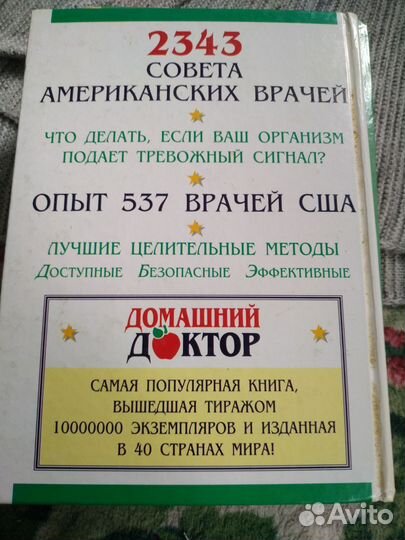 2343
СОВЕТА
АМЕРИКАНСКИХ ВРАЧЕЙ
ЧТО ДЕЛАТЬ, ЕСЛИ ВАШ ОРГАНИЗМ
ПОДАЕТ ТРЕВОЖНЫЙ СИГНАЛ?
ОПЫТ 537 ВРАЧЕЙ США
ЛУЧШИЕ ЦЕЛИТЕЛЬНЫЕ МЕТОДЫ
ДОСТУПНЫЕ БЕЗОПАСНЫЕ ЭФФЕКТИВНЫЕ
ДОМАШНИЙ
ДОКТОР
САМАЯ ПОПУЛЯРНАЯ КНИГА,
ВЫШЕДШАЯ ТИРАЖОМ
10000000 ЭКЗЕМПЛЯРОВ И ИЗДАННАЯ
В 40 СТРАНАХ МИРА!
Avito